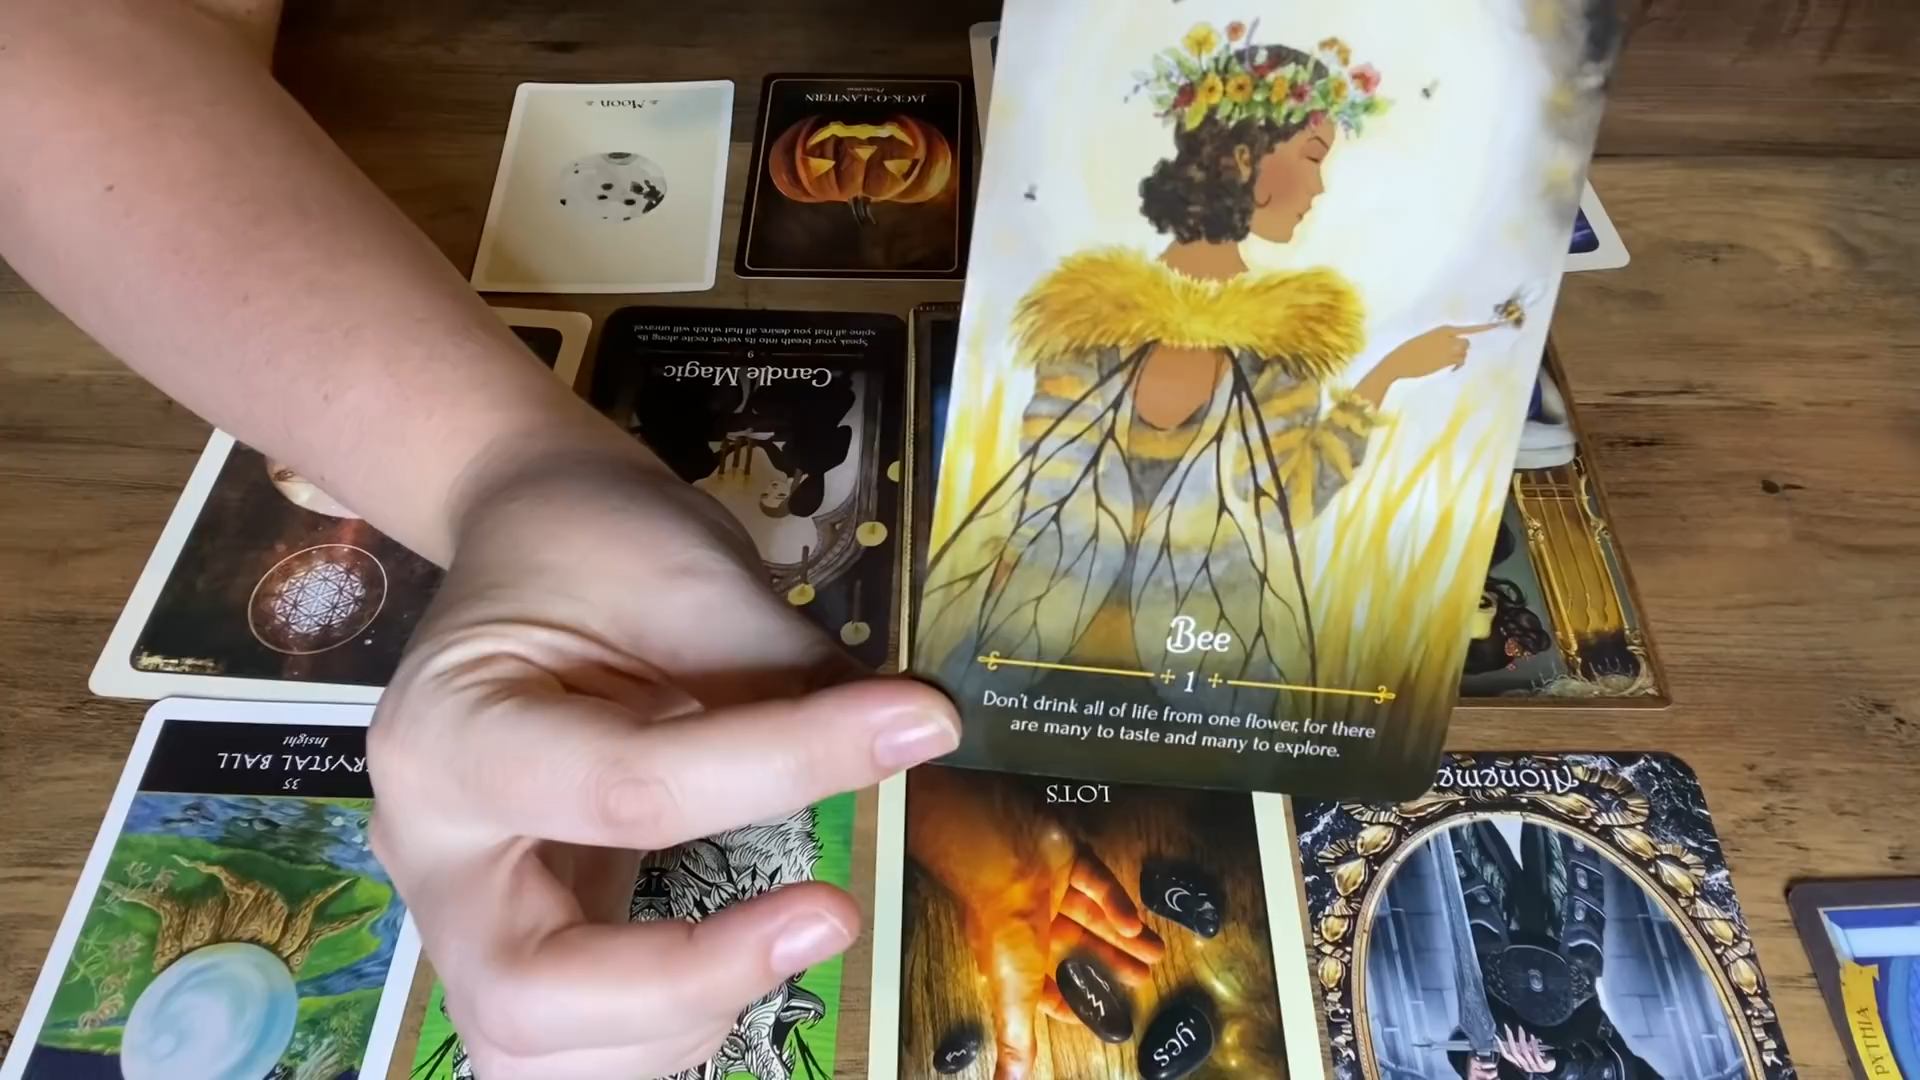 Moon
JACK-O'-LANTERN
Speak your breath into its velvet, recite along its
spine all that you desire, all that which will unravel
9
Candle Magic
Bee
1
Don't drink all of life from one flower, for there
are many to taste and many to explore.
35
CRYSTAL BALL
Insight
LOTS
yes
PYTHIA